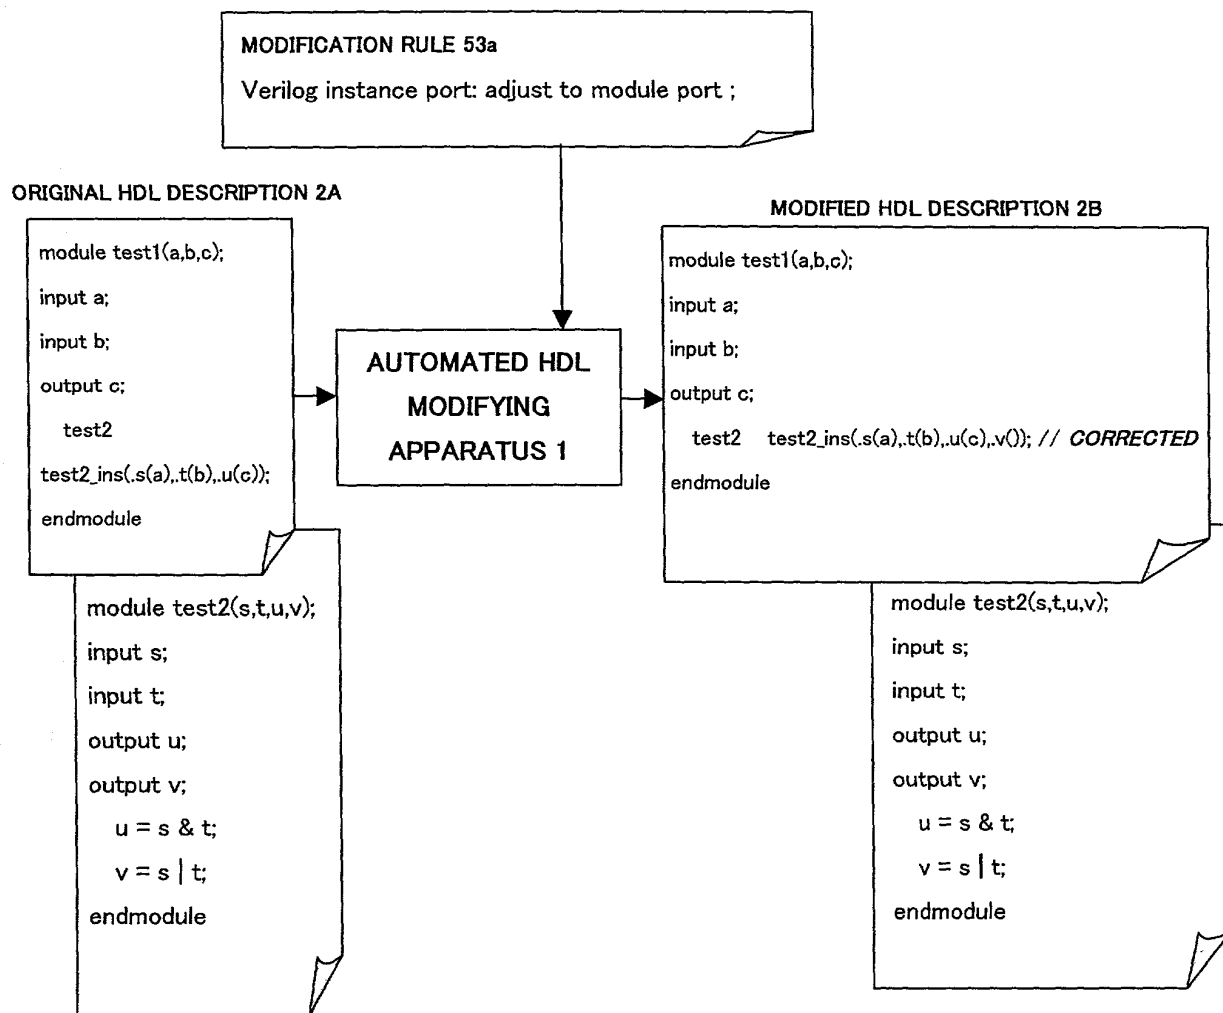 MODIFICATION RULE 53a
Verilog instance port: adjust to module port ;
ORIGINAL HDL DESCRIPTION 2A
module test1(a,b,c);
input a;
input b;
output c;
test2
test2_ins(.s(a),.t(b),.u(c));
endmodule
module test2(s,t,u,v);
input s;
input t;
output u;
output v;
u = s & t;
v = s | t;
endmodule
AUTOMATED HDL
MODIFYING
APPARATUS 1
MODIFIED HDL DESCRIPTION 2B
module test1(a,b,c);
input a;
input b;
output c;
test2 test2_ins(.s(a),.t(b),.u(c),.v()); // CORRECTED
endmodule
module test2(s,t,u,v);
input s;
input t;
output u;
output v;
u = s & t;
v = s | t;
endmodule